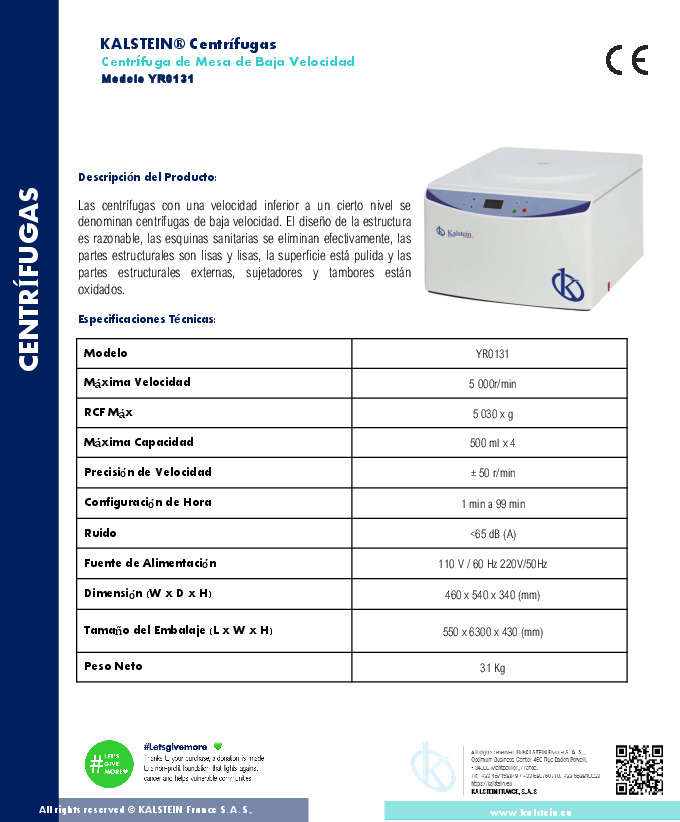 KALSTEIN® Centrífugas
Centrífuga de Mesa de Baja Velocidad
Modelo YR0131
CENTRÍFUGAS
Descripción del Producto:
Las centrífugas con una velocidad inferior a un cierto nivel se
denominan centrífugas de baja velocidad. El diseño de la estructura
es razonable, las esquinas sanitarias se eliminan efectivamente, las
partes estructurales son lisas y lisas, la superficie está pulida y las
partes estructurales externas, sujetadores y tambores están
oxidados.
Kalstein
Especificaciones Técnicas:
Modelo YR0131
Máxima Velocidad 5 000r/min
RCF Máx 5 030 x g
Máxima Capacidad 500 ml x 4
Precisión de Velocidad ± 50 r/min
Configuración de Hora 1 min a 99 min
Ruido <65 dB (A)
Fuente de Alimentación 110 V / 60 Hz 220V/50Hz
Dimensión (W x D x H) 460 x 540 x 340 (mm)
Tamaño del Embalaje (L x W x H) 550 x 6300 x 430 (mm)
Peso Neto 31 Kg
# LET'S
GIVE
MORE
#Letsgivemore
Thanks to your purchase, a donation is made
to a non-profit foundation that fights against
cancer and helps vulnerable communities
All rights reserved ® KALSTEIN France S. A. S.,
Optimum Business Center 450 Rue Baden Powell,
34000 Montpellier, France.
https://kalstein.eu
KALSTEIN FRANCE, S.A.S
All rights reserved © KALSTEIN France S.A.S.,
www.kalstein.eu